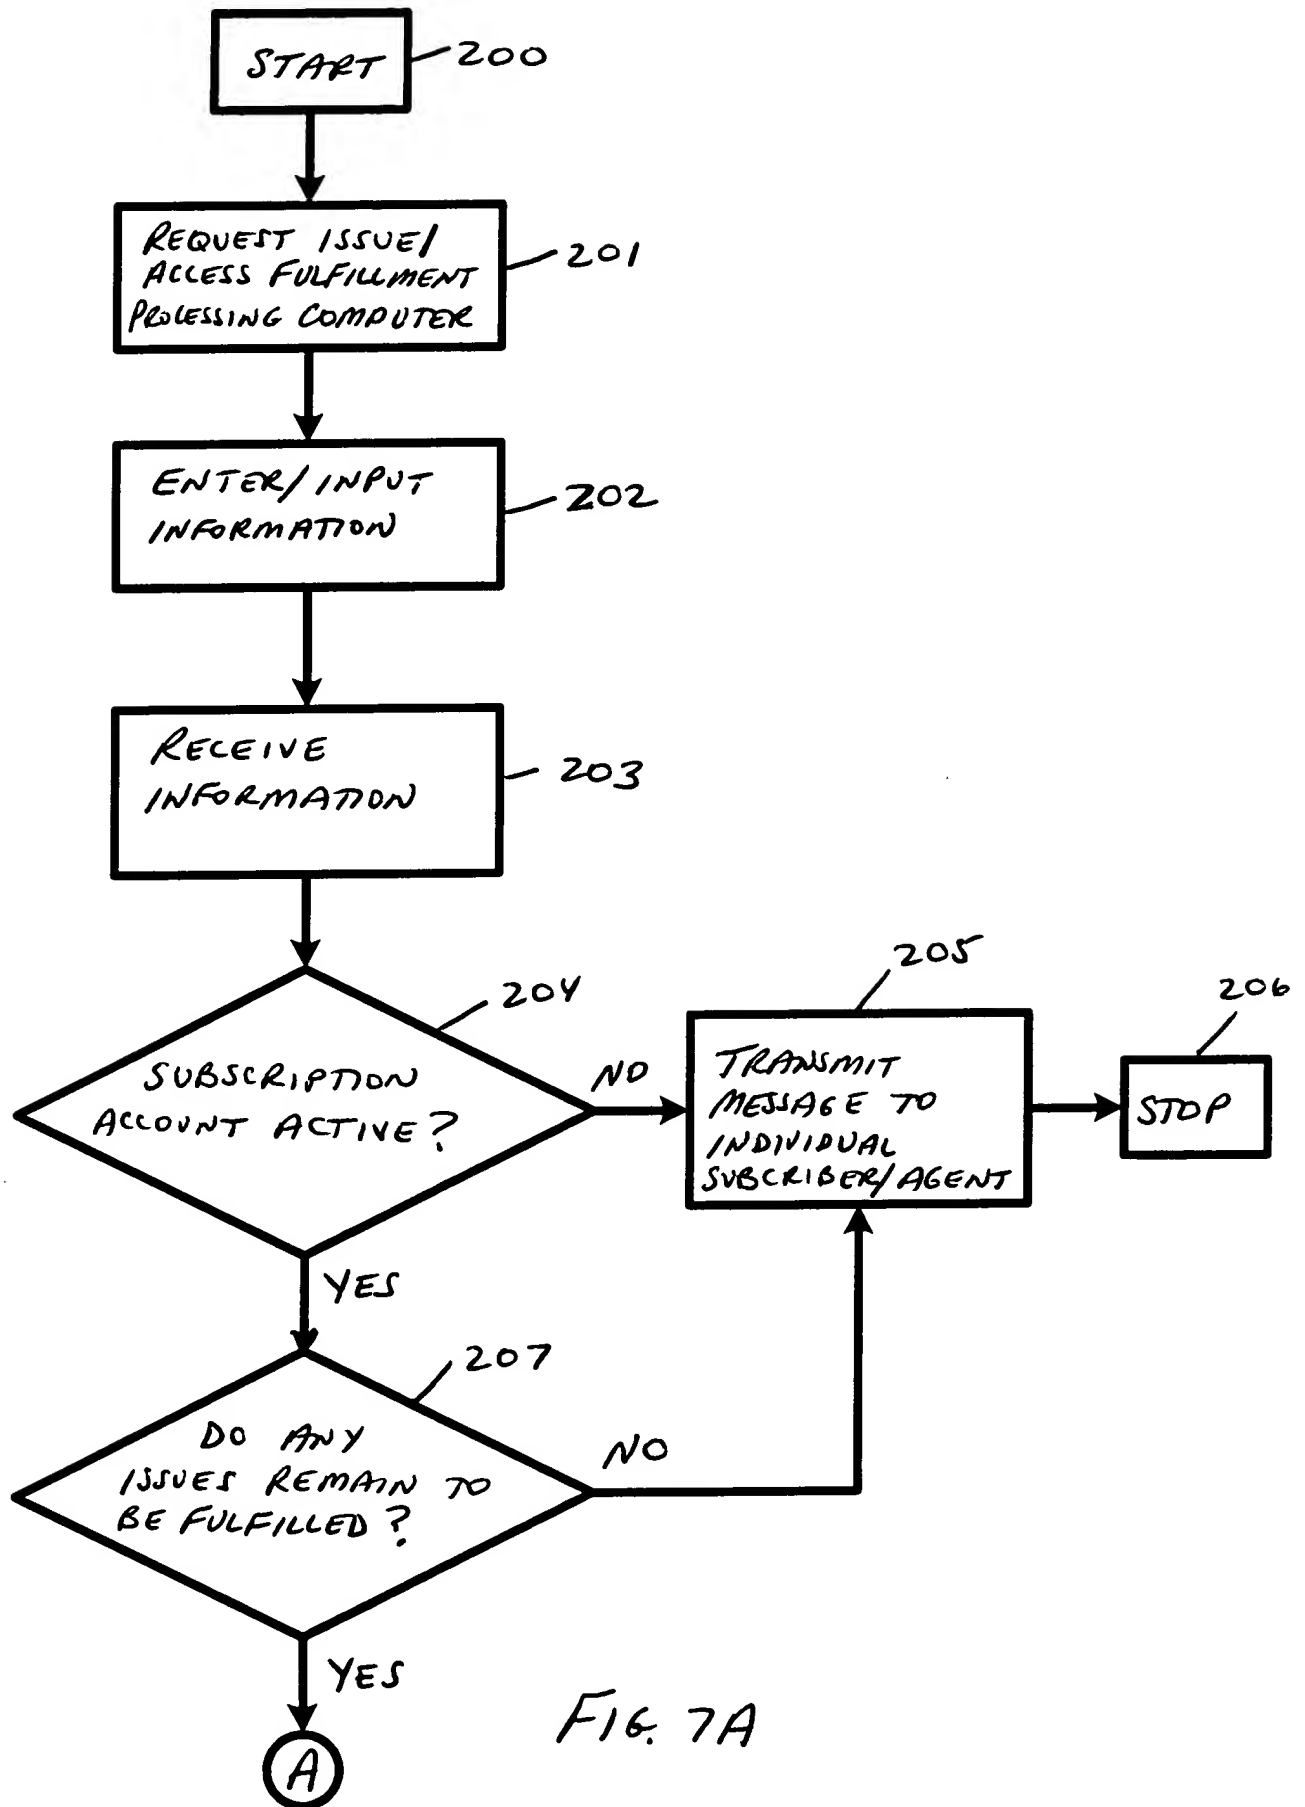 START
200
REQUEST ISSUE/
ACCESS FULFILLMENT
PROCESSING COMPUTER
201
ENTER/INPUT
INFORMATION
202
RECEIVE
INFORMATION
203
204
SUBSCRIPTION
ACCOUNT ACTIVE?
NO
205
TRANSMIT
MESSAGE TO
INDIVIDUAL
SUBCRIBER/AGENT
206
STOP
YES
207
DO ANY
ISSUES REMAIN TO
BE FULFILLED?
NO
YES
A
FIG. 7A